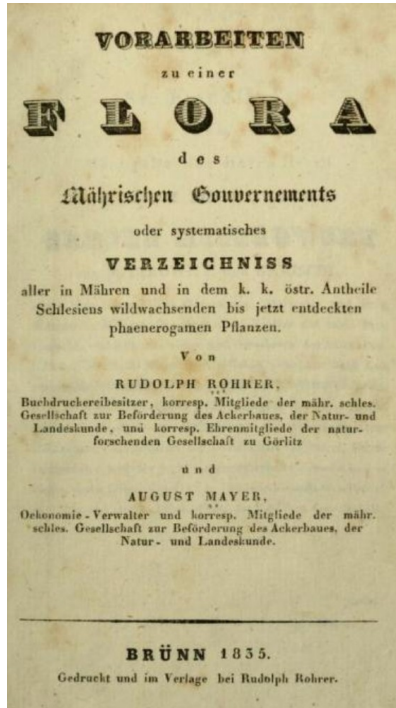 VORARBEITEN
zu einer
FLORA
des
Mährischen Gouvernements
oder systematisches
VERZEICHNISS
aller in Mähren und in dem k. k. östr. Antheile
Schlesiens wildwachsenden bis jetzt entdeckten
phaenerogamen Pflanzen.
Von
RUDOLPH ROHRER,
Buchdruckereibesitzer, korresp. Mitgliede der mähr. schles.
Gesellschaft zur Beförderung des Ackerbaues, der Natur- und
Landeskunde, und korresp. Ehrenmitgliede der natur-
forschenden Gesellschaft zu Görlitz
und
AUGUST MAYER,
Oekonomie-Verwalter und korresp. Mitgliede der mähr.
schles. Gesellschaft zur Beförderung des Ackerbaues, der
Natur- und Landeskunde.
BRÜNN 1835.
Gedruckt und im Verlage bei Rudolph Rohrer.